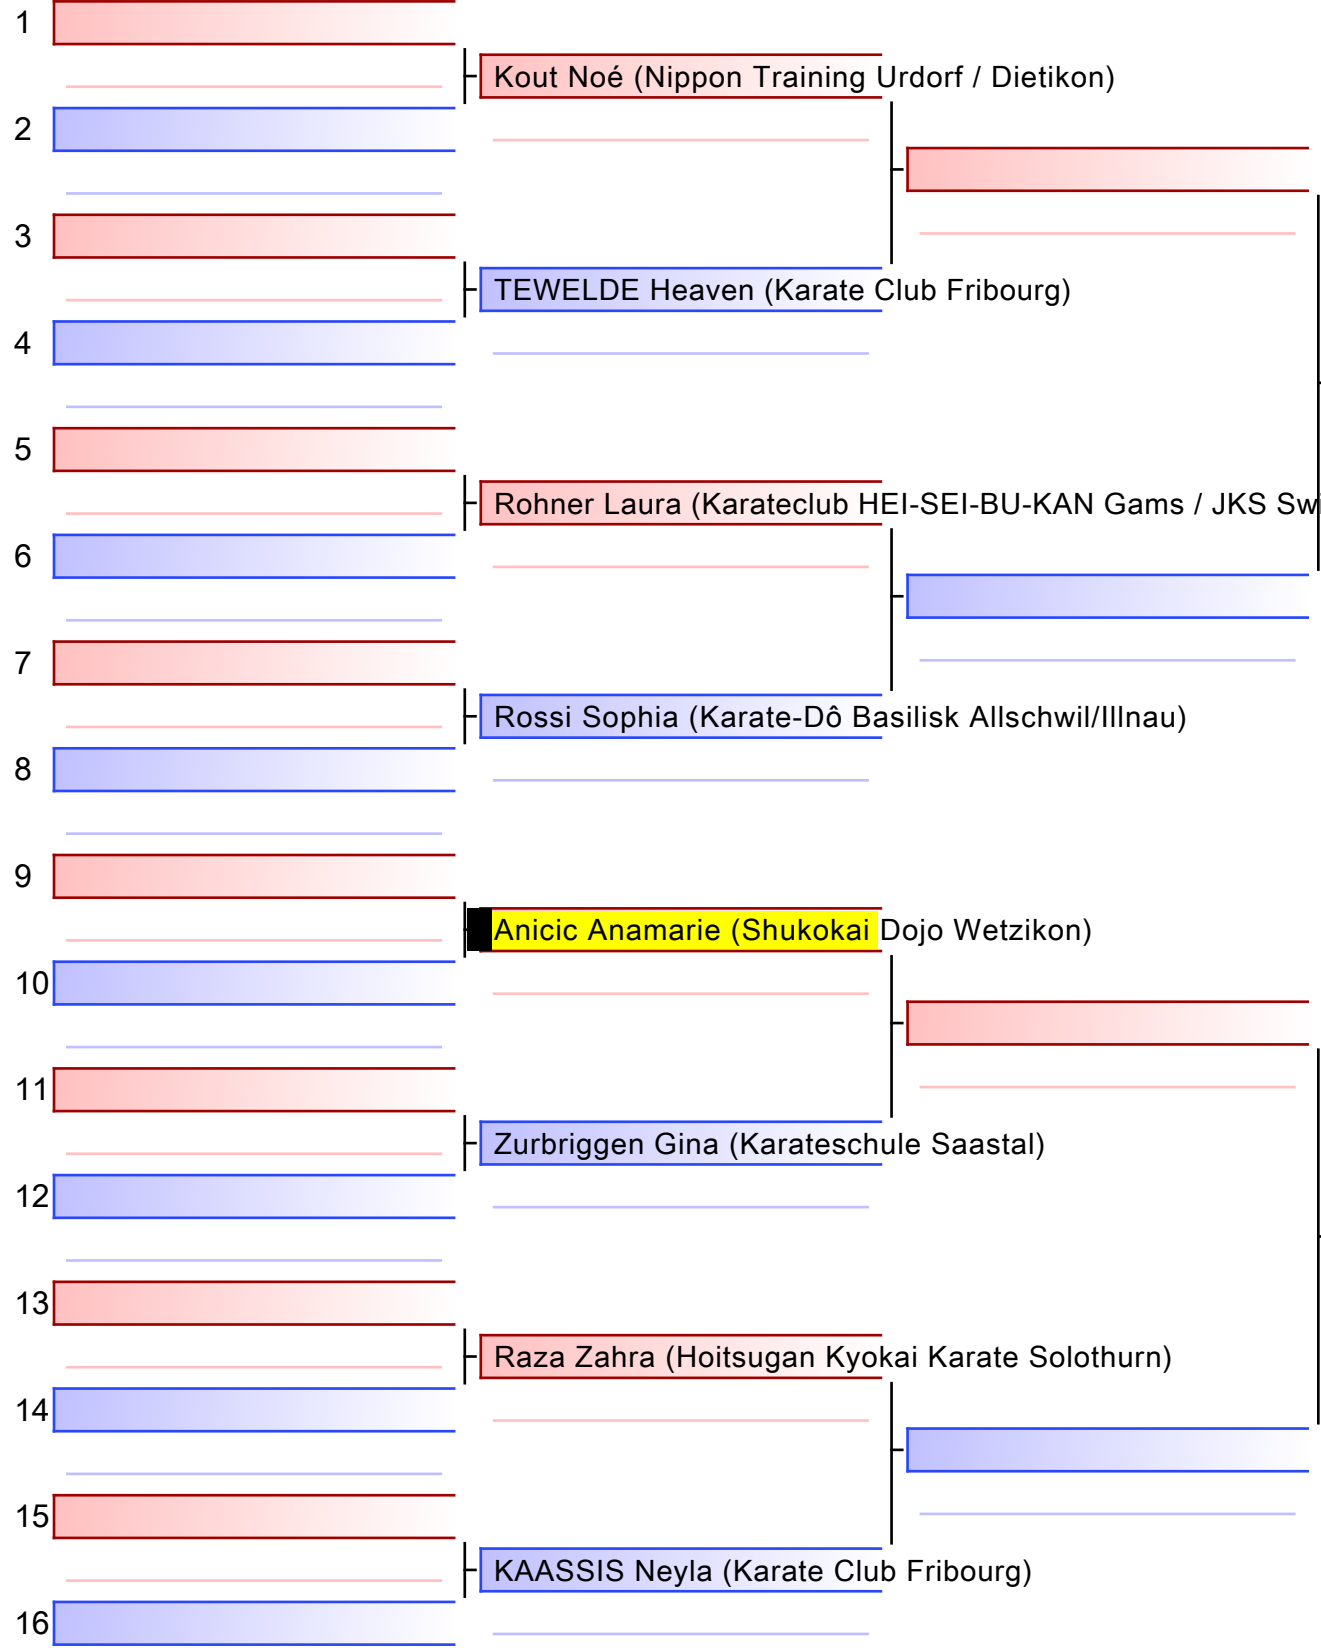 1
Kout Noé (Nippon Training Urdorf / Dietikon)
2
3
TEWELDE Heaven (Karate Club Fribourg)
4
5
Rohner Laura (Karateclub HEI-SEI-BU-KAN Gams / JKS
6
7
Rossi Sophia (Karate-Dô Basilisk Allschwil/Illnau)
8
9
Anicic Anamarie (Shukokai Dojo Wetzikon)
10
11
Zurbriggen Gina (Karateschule Saastal)
12
13
Raza Zahra (Hoitsugan Kyokai Karate Solothurn)
14
15
KAASSIS Neyla (Karate Club Fribourg)
16